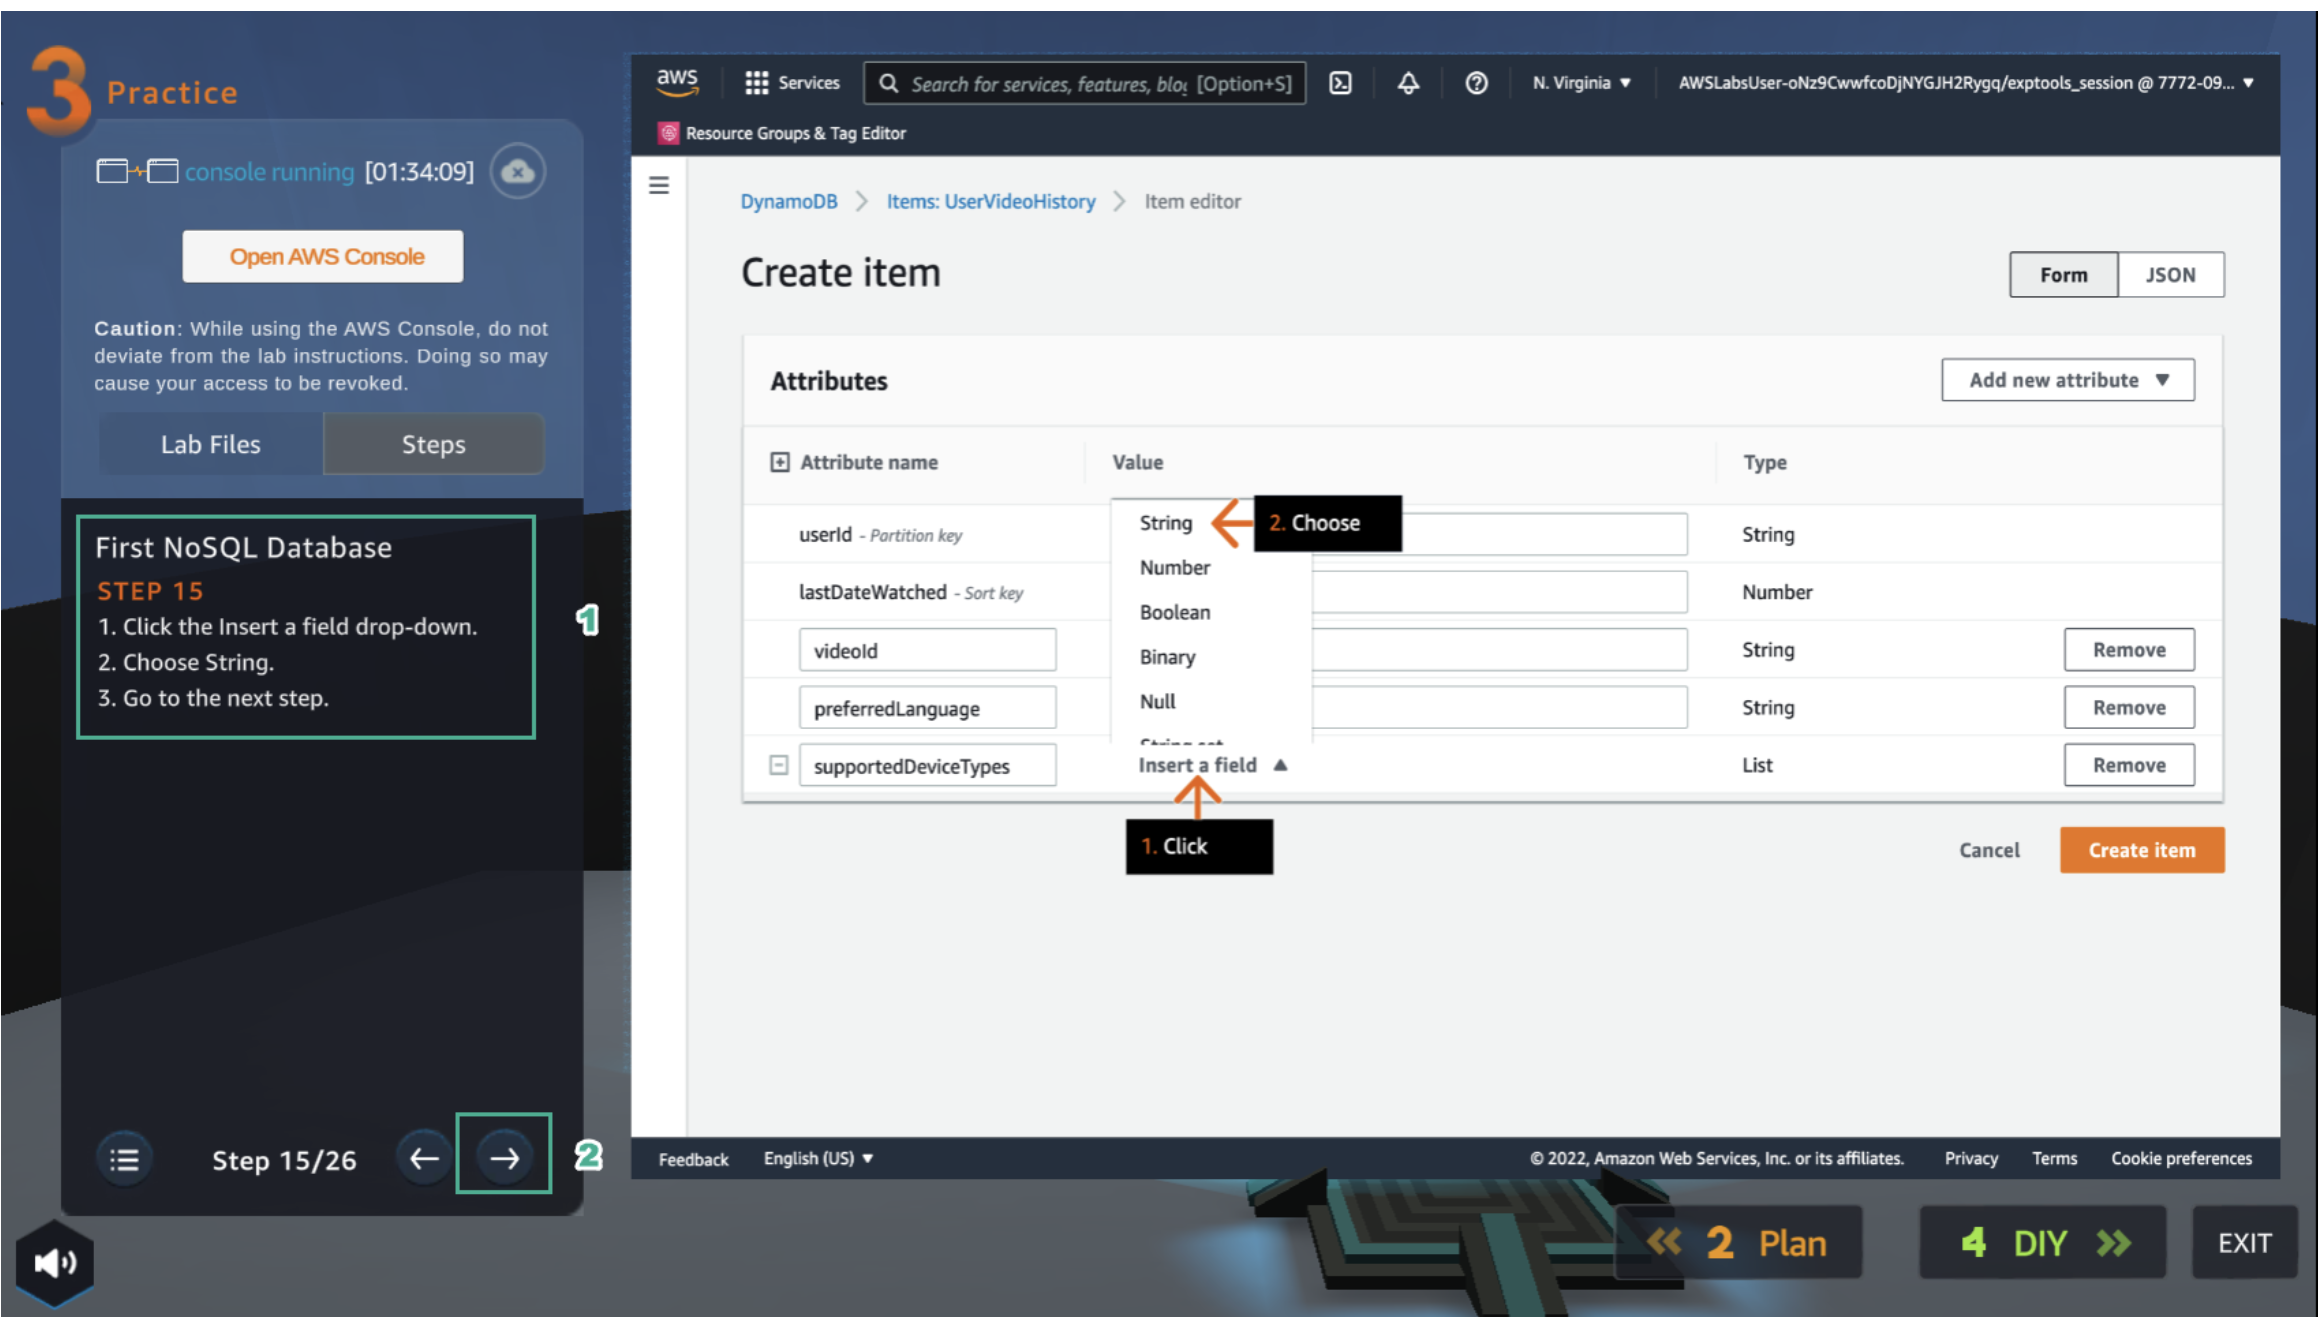 3 Practice
console running [01:34:09]
Open AWS Console
Caution: While using the AWS Console, do not
deviate from the lab instructions. Doing so may
cause your access to be revoked.
Lab Files
Steps
First NoSQL Database
STEP 15
1. Click the Insert a field drop-down.
2. Choose String.
3. Go to the next step.
1
Step 15/26
2
aws
Services
Search for services, features, blog [Option+S]
N. Virginia ▼
AWSLabsUser-oNz9CwwfcoDjNYGJH2Rygq/exptools_session @ 7772-09... ▼
Resource Groups & Tag Editor
DynamoDB > Items: UserVideoHistory > Item editor
Create item
Form
JSON
Attributes
Add new attribute ▼
Attribute name
Value
Type
userId - Partition key
String
lastDateWatched - Sort key
Number
videoId
String
Remove
preferredLanguage
String
Remove
supportedDeviceTypes
Insert a field ▲
List
Remove
String
Number
Boolean
Binary
Null
String set
2. Choose
1. Click
Cancel
Create item
Feedback
English (US) ▼
© 2022, Amazon Web Services, Inc. or its affiliates.
Privacy
Terms
Cookie preferences
« 2 Plan
4 DIY »
EXIT